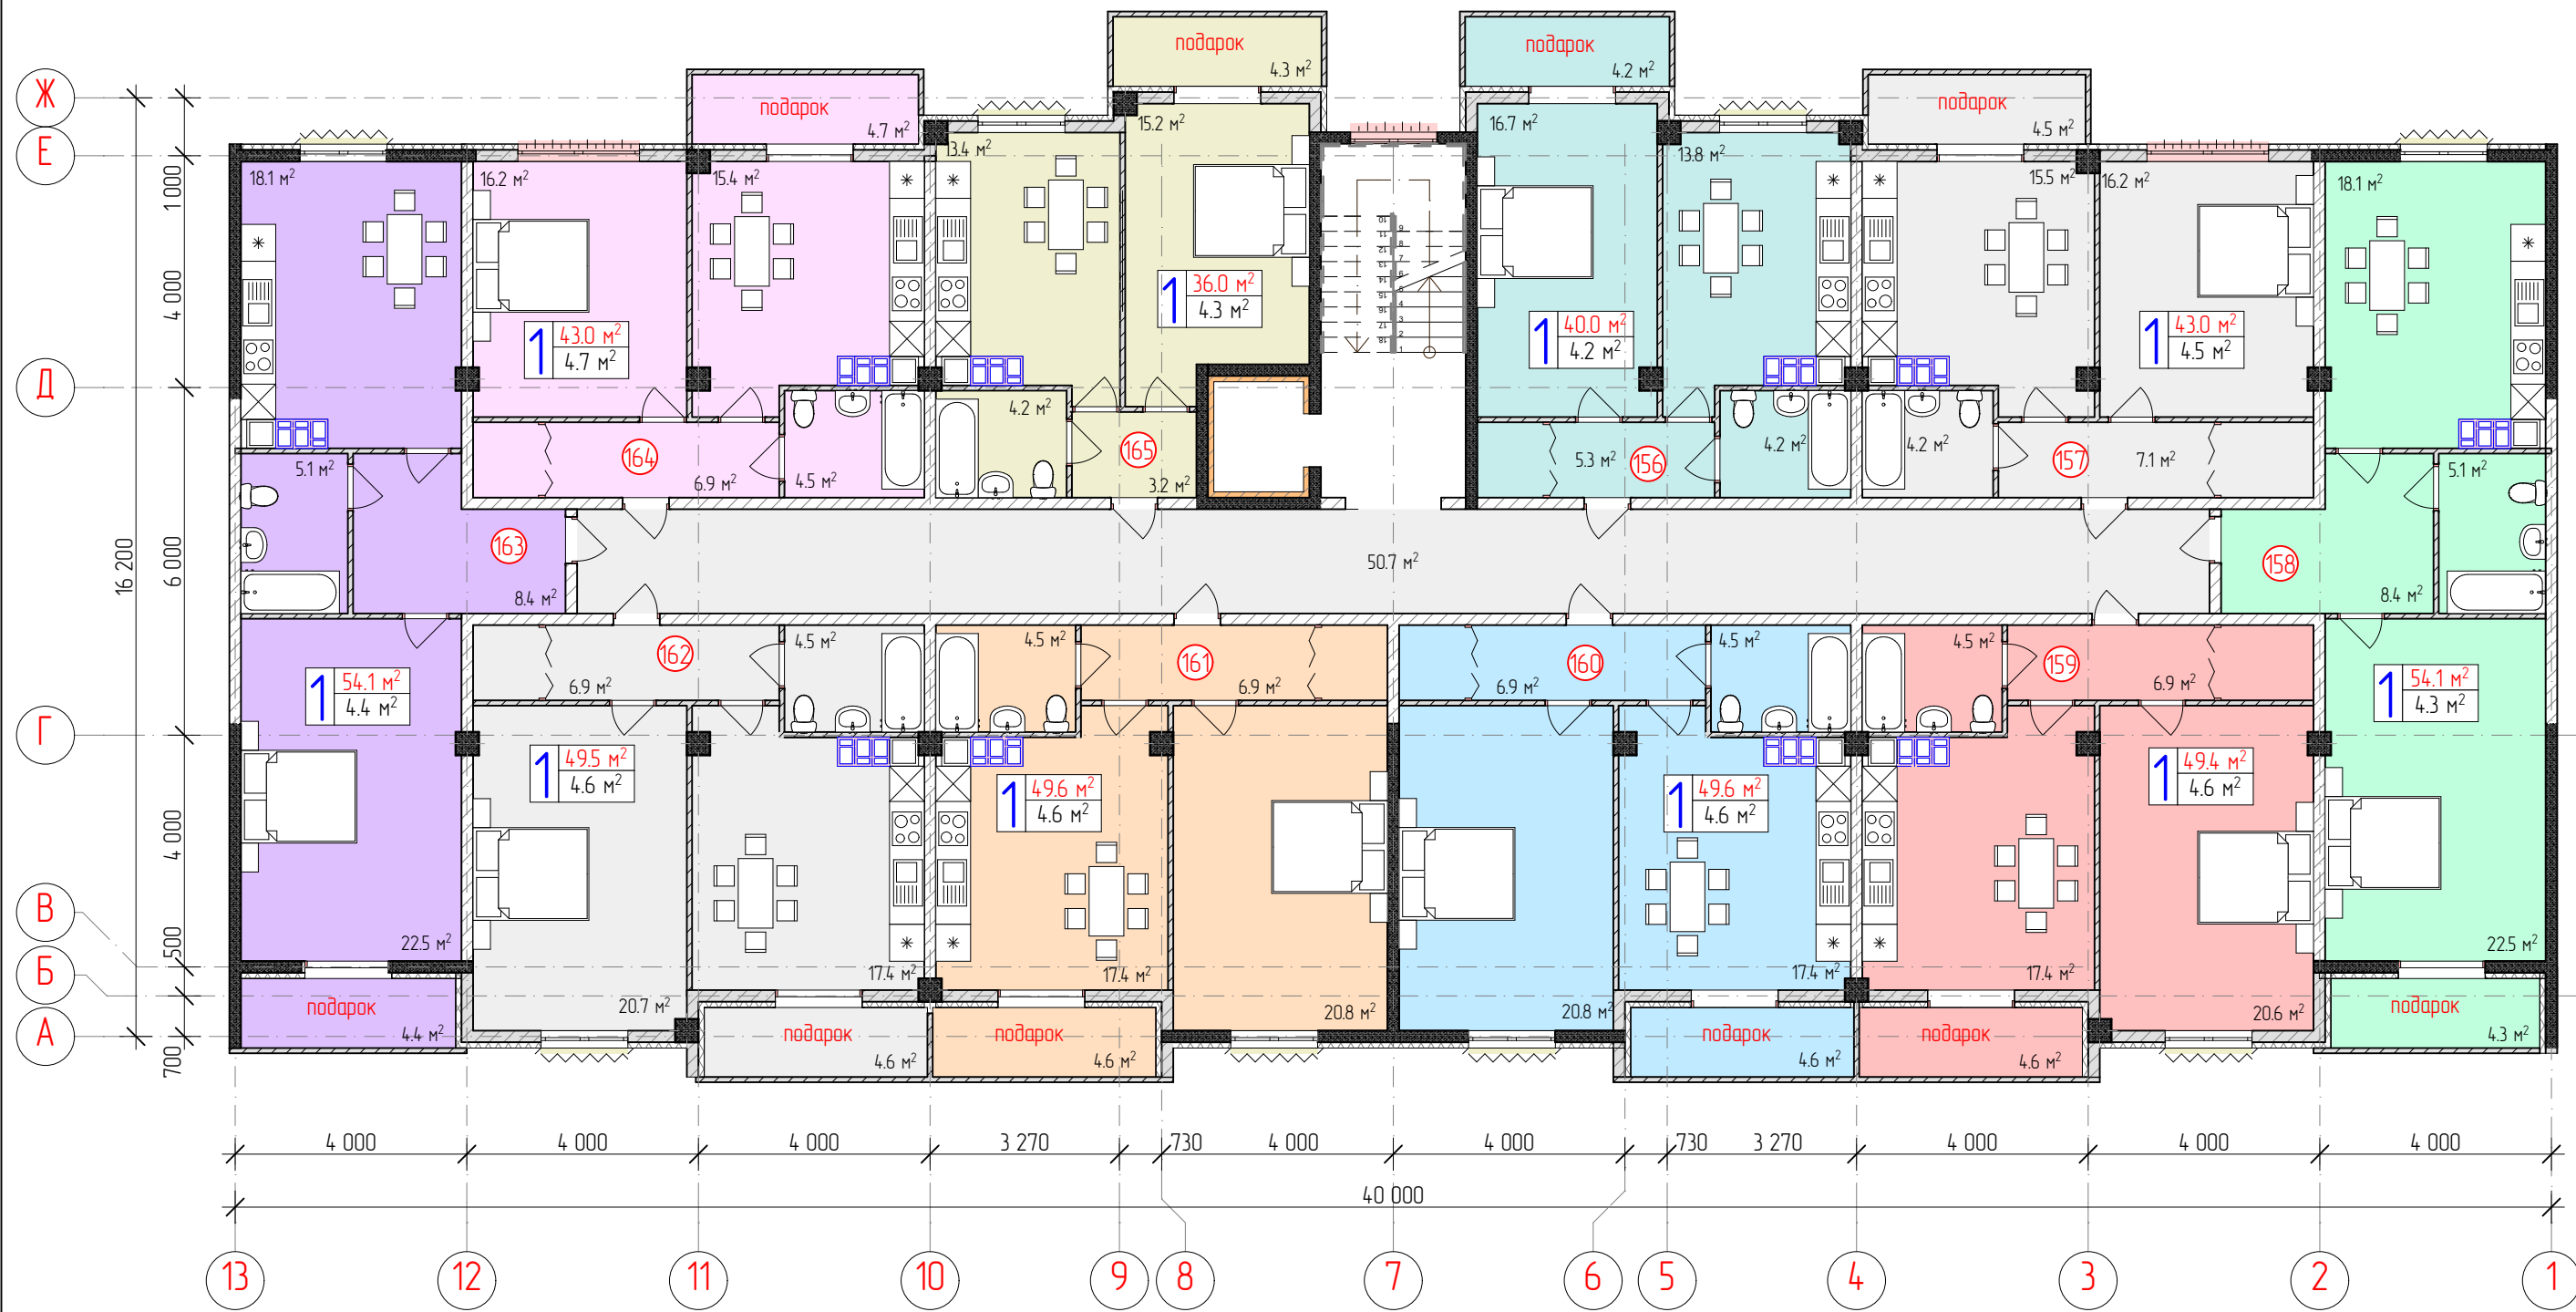 подарок
4.3 м²
подарок
4.2 м²
Ж
подарок
4.7 м²
подарок
4.5 м²
Е
18.1 м²
16.2 м²
15.4 м²
13.4 м²
15.2 м²
16.7 м²
13.8 м²
15.5 м²
16.2 м²
18.1 м²
1 000
4 000
1
43.0 м²
4.7 м²
1
36.0 м²
4.3 м²
1
40.0 м²
4.2 м²
1
43.0 м²
4.5 м²
Д
5.1 м²
164
6.9 м²
4.5 м²
4.2 м²
165
3.2 м²
5.3 м²
156
4.2 м²
4.2 м²
157
7.1 м²
5.1 м²
16 200
6 000
163
8.4 м²
50.7 м²
158
8.4 м²
162
6.9 м²
4.5 м²
4.5 м²
161
6.9 м²
160
6.9 м²
4.5 м²
4.5 м²
159
6.9 м²
1
54.1 м²
4.4 м²
1
54.1 м²
4.3 м²
Г
1
49.5 м²
4.6 м²
1
49.6 м²
4.6 м²
1
49.6 м²
4.6 м²
1
49.4 м²
4.6 м²
4 000
В
500
22.5 м²
17.4 м²
17.4 м²
17.4 м²
17.4 м²
22.5 м²
Б
подарок
4.4 м²
20.7 м²
20.8 м²
20.8 м²
20.6 м²
подарок
4.3 м²
А
700
подарок
4.6 м²
подарок
4.6 м²
подарок
4.6 м²
подарок
4.6 м²
4 000
4 000
4 000
3 270
730
4 000
4 000
730
3 270
4 000
4 000
4 000
40 000
13
12
11
10
9
8
7
6
5
4
3
2
1